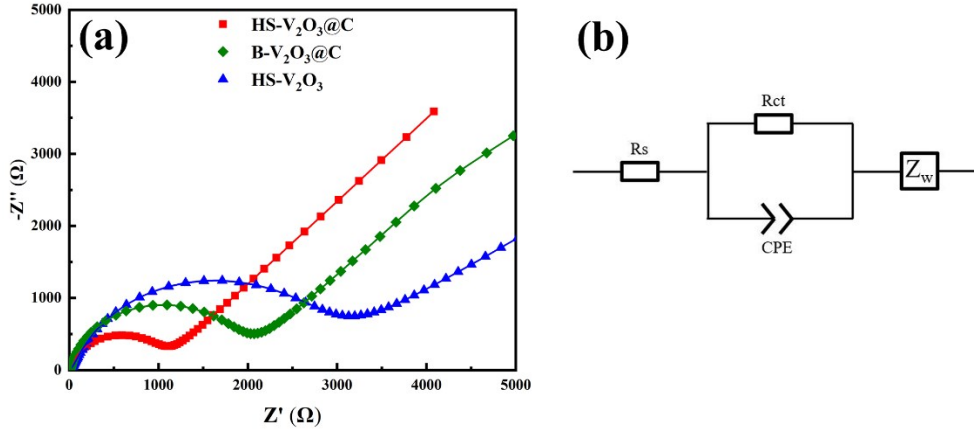 (a)
HS-V₂O₃@C
B-V₂O₃@C
HS-V₂O₃
-Z'' (Ω)
5000
4000
3000
2000
1000
0
0 1000 2000 3000 4000 5000
Z' (Ω)
(b)
Rct
Rs
Z_w
CPE